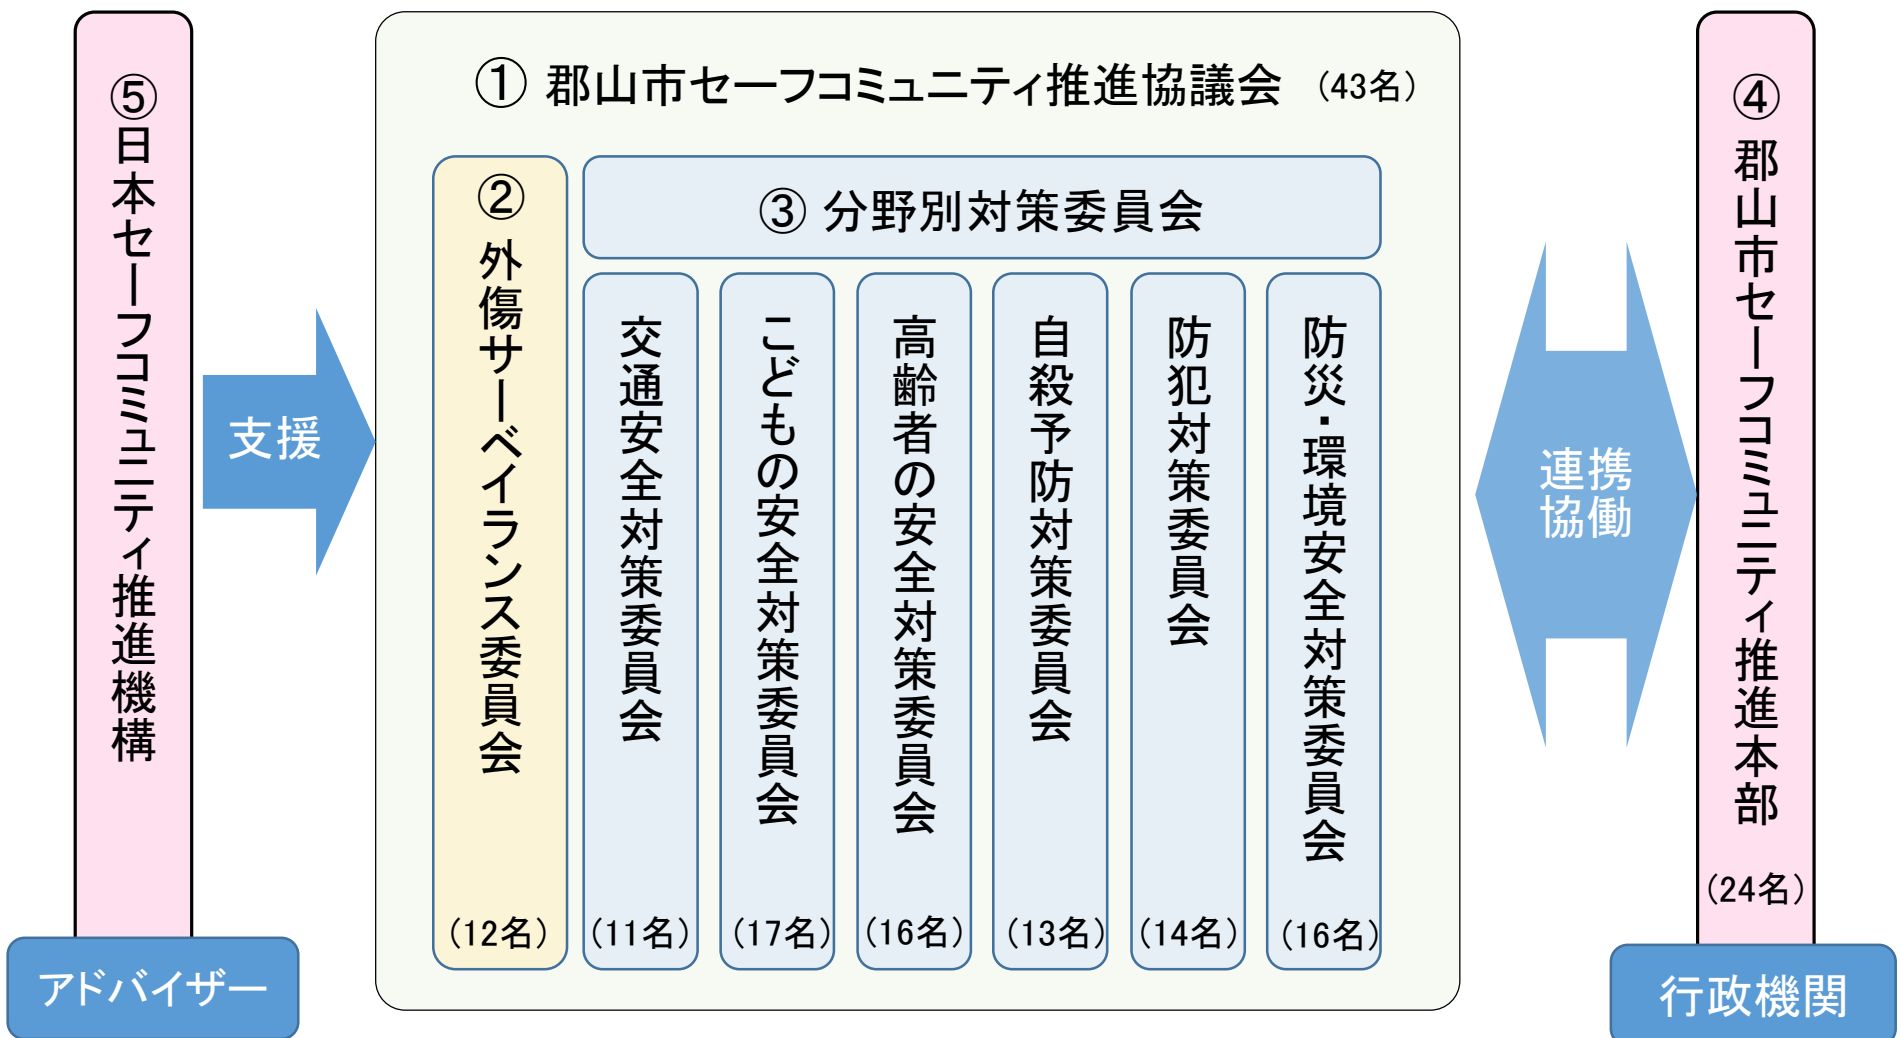 ⑤日本セーフコミュニティ推進機構
アドバイザー
支援
① 郡山市セーフコミュニティ推進協議会 (43名)
② 外傷サーベイランス委員会
(12名)
③ 分野別対策委員会
交通安全対策委員会
(11名)
こどもの安全対策委員会
(17名)
高齢者の安全対策委員会
(16名)
自殺予防対策委員会
(13名)
防犯対策委員会
(14名)
防災・環境安全対策委員会
(16名)
連携
協働
④ 郡山市セーフコミュニティ推進本部
(24名)
行政機関